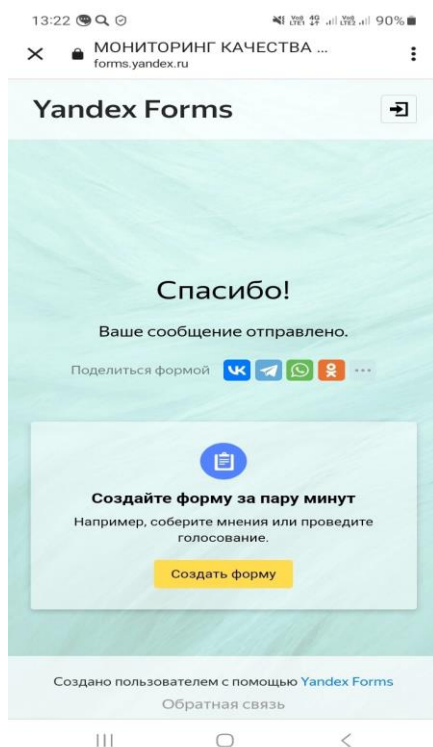 13:22 90%
МОНИТОРИНГ КАЧЕСТВА ...
forms.yandex.ru
Yandex Forms
Спасибо!
Ваше сообщение отправлено.
Поделиться формой
Создайте форму за пару минут
Например, соберите мнения или проведите
голосование.
Создать форму
Создано пользователем с помощью Yandex Forms
Обратная связь